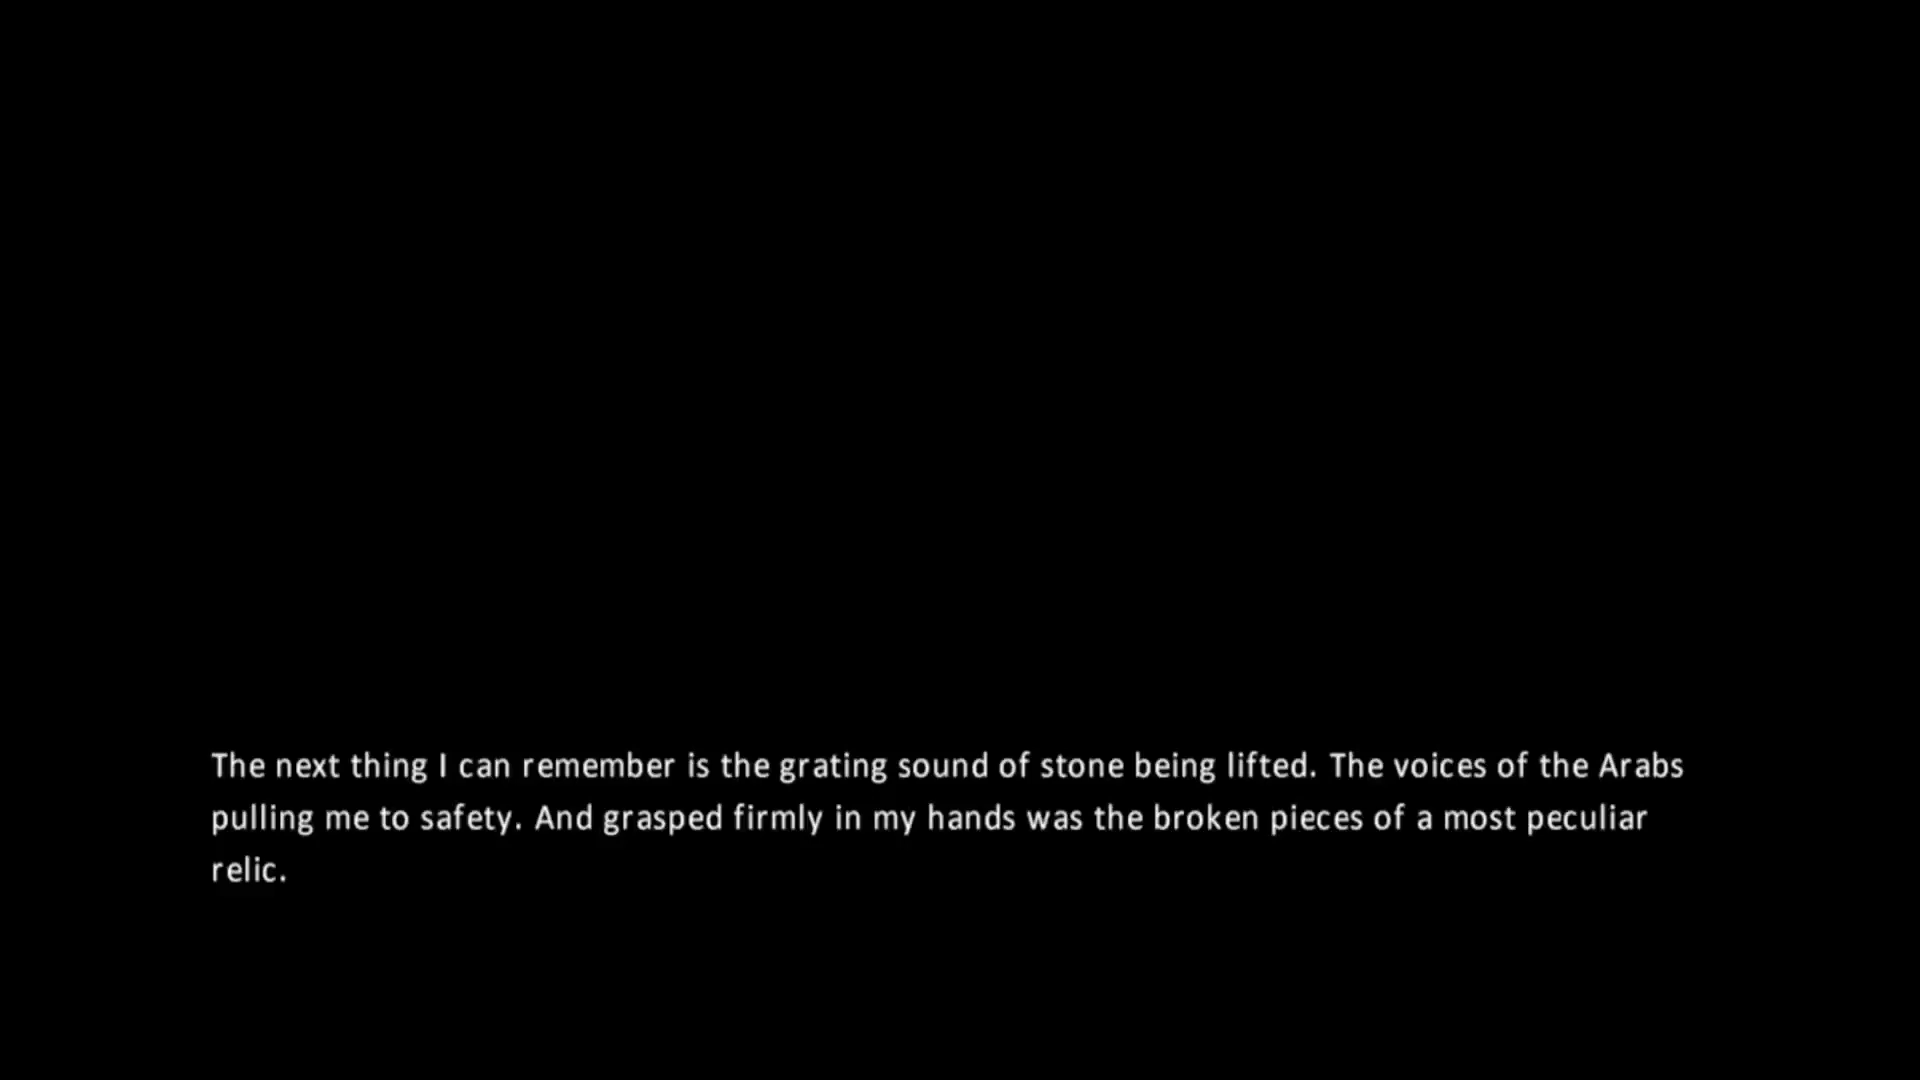 The next thing I can remember is the grating sound of stone being lifted. The voices of the Arabs
pulling me to safety. And grasped firmly in my hands was the broken pieces of a most peculiar
relic.